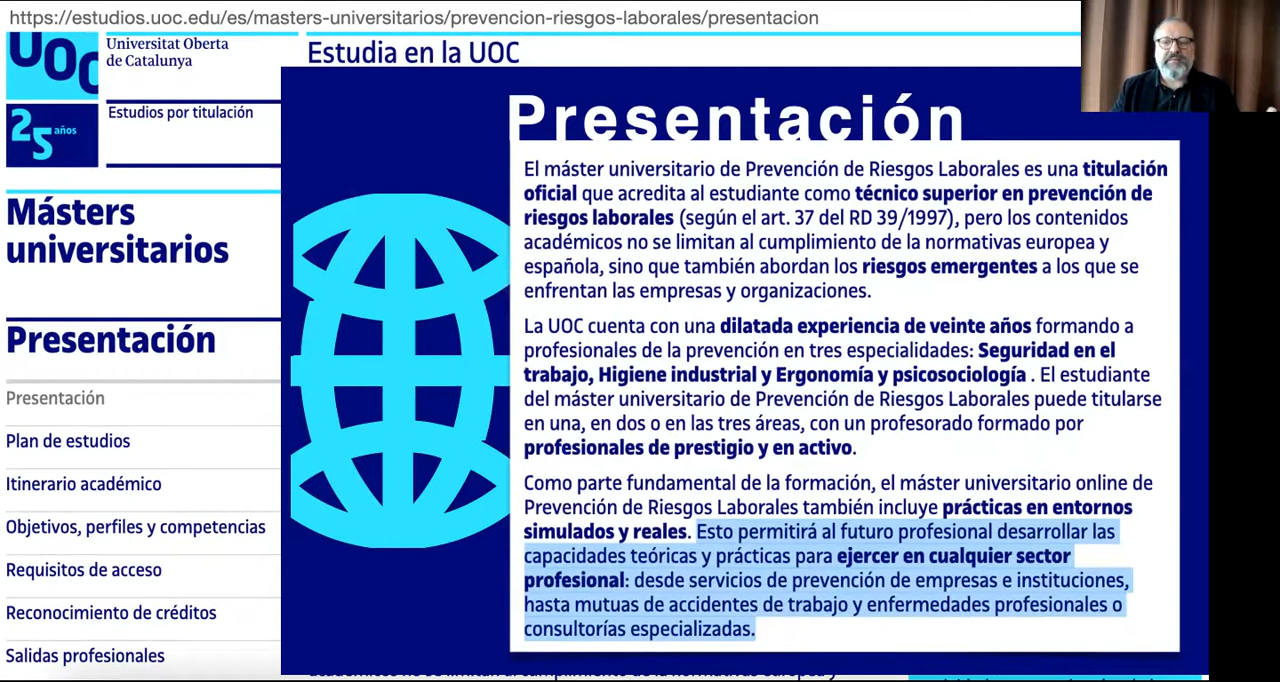 https://estudios.uoc.edu/es/masters-universitarios/prevencion-riesgos-laborales/presentacion
UOC
Universitat Oberta
de Catalunya
Estudia en la UOC
25 años
Estudios por titulación
Másters
universitarios
Presentación
Presentación
Plan de estudios
Itinerario académico
Objetivos, perfiles y competencias
Requisitos de acceso
Reconocimiento de créditos
Salidas profesionales
Presentación
El máster universitario de Prevención de Riesgos Laborales es una titulación
oficial que acredita al estudiante como técnico superior en prevención de
riesgos laborales (según el art. 37 del RD 39/1997), pero los contenidos
académicos no se limitan al cumplimiento de la normativas europea y
española, sino que también abordan los riesgos emergentes a los que se
enfrentan las empresas y organizaciones.
La UOC cuenta con una dilatada experiencia de veinte años formando a
profesionales de la prevención en tres especialidades: Seguridad en el
trabajo, Higiene industrial y Ergonomía y psicosociología . El estudiante
del máster universitario de Prevención de Riesgos Laborales puede titularse
en una, en dos o en las tres áreas, con un profesorado formado por
profesionales de prestigio y en activo.
Como parte fundamental de la formación, el máster universitario online de
Prevención de Riesgos Laborales también incluye prácticas en entornos
simulados y reales. Esto permitirá al futuro profesional desarrollar las
capacidades teóricas y prácticas para ejercer en cualquier sector
profesional: desde servicios de prevención de empresas e instituciones,
hasta mutuas de accidentes de trabajo y enfermedades profesionales o
consultorías especializadas.